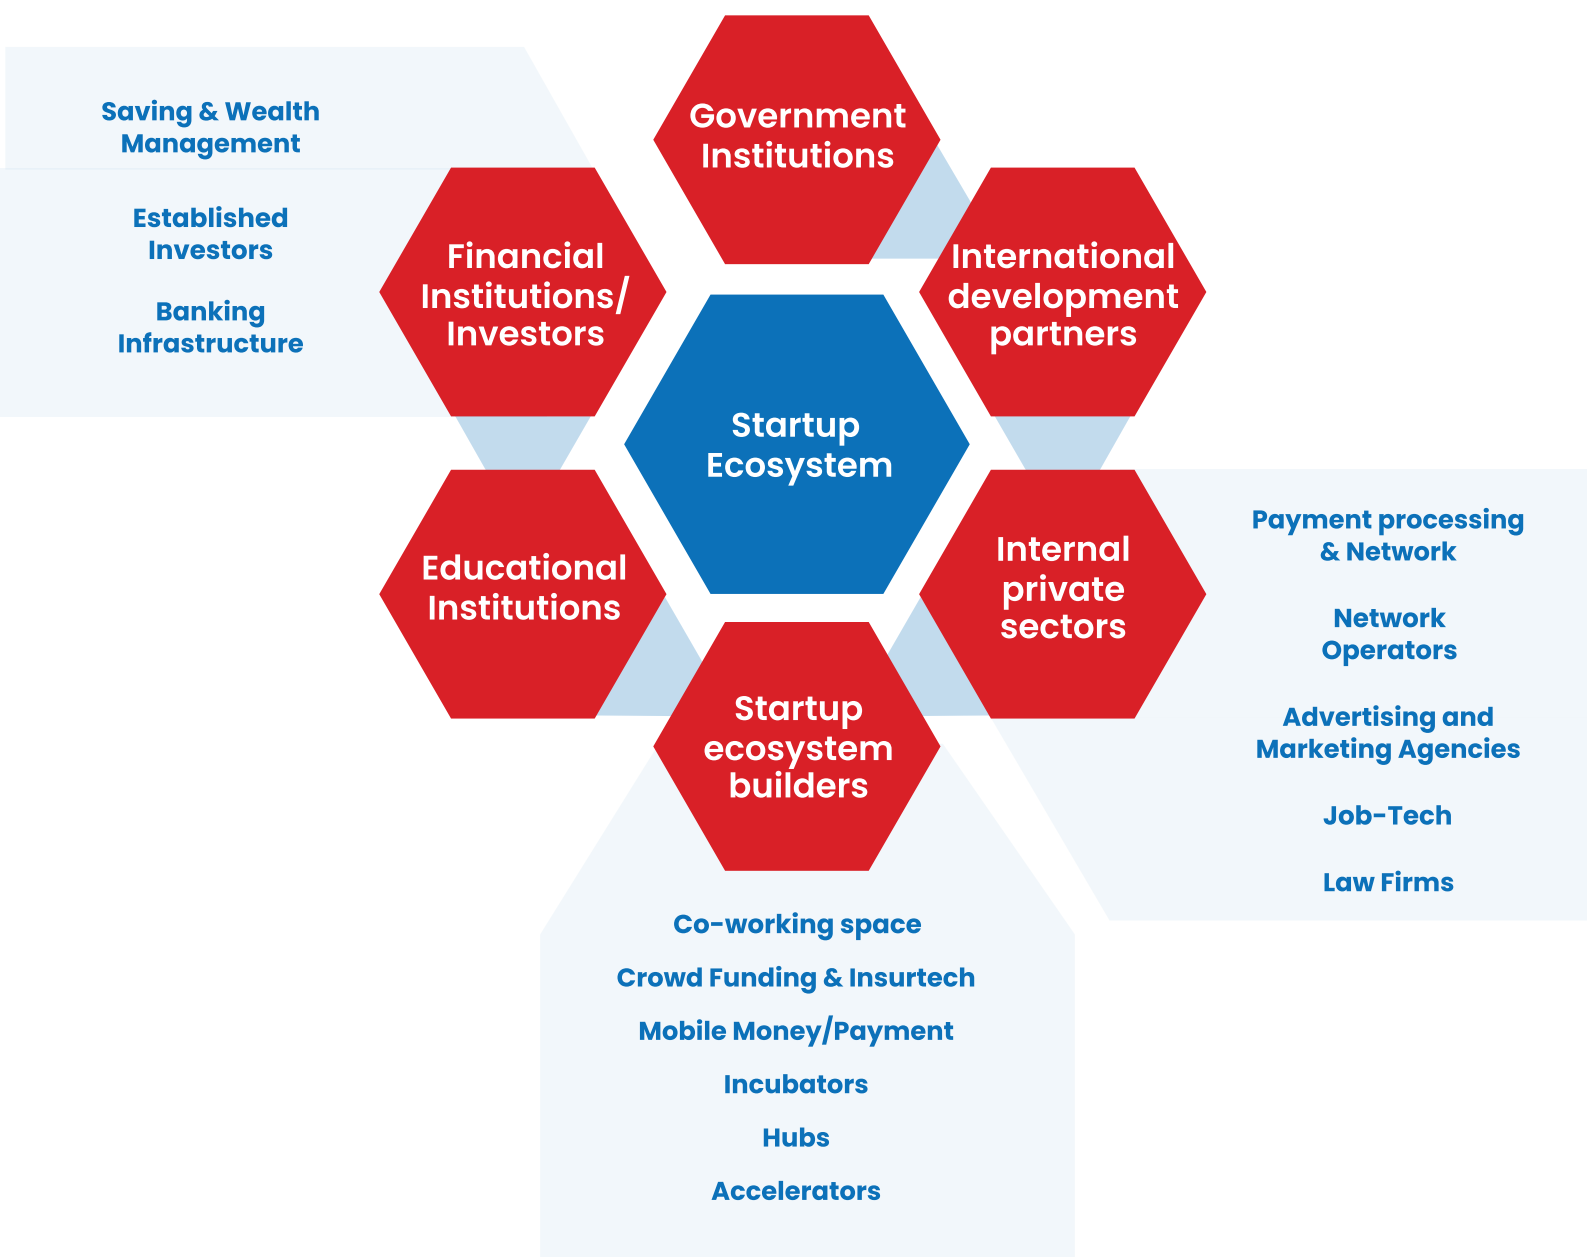 Government
Institutions
Saving & Wealth
Management
Established
Investors
Banking
Infrastructure
Financial
Institutions/
Investors
International
development
partners
Startup
Ecosystem
Educational
Institutions
Internal
private
sectors
Payment processing
& Network
Network
Operators
Advertising and
Marketing Agencies
Job-Tech
Law Firms
Startup
ecosystem
builders
Co-working space
Crowd Funding & Insurtech
Mobile Money/Payment
Incubators
Hubs
Accelerators